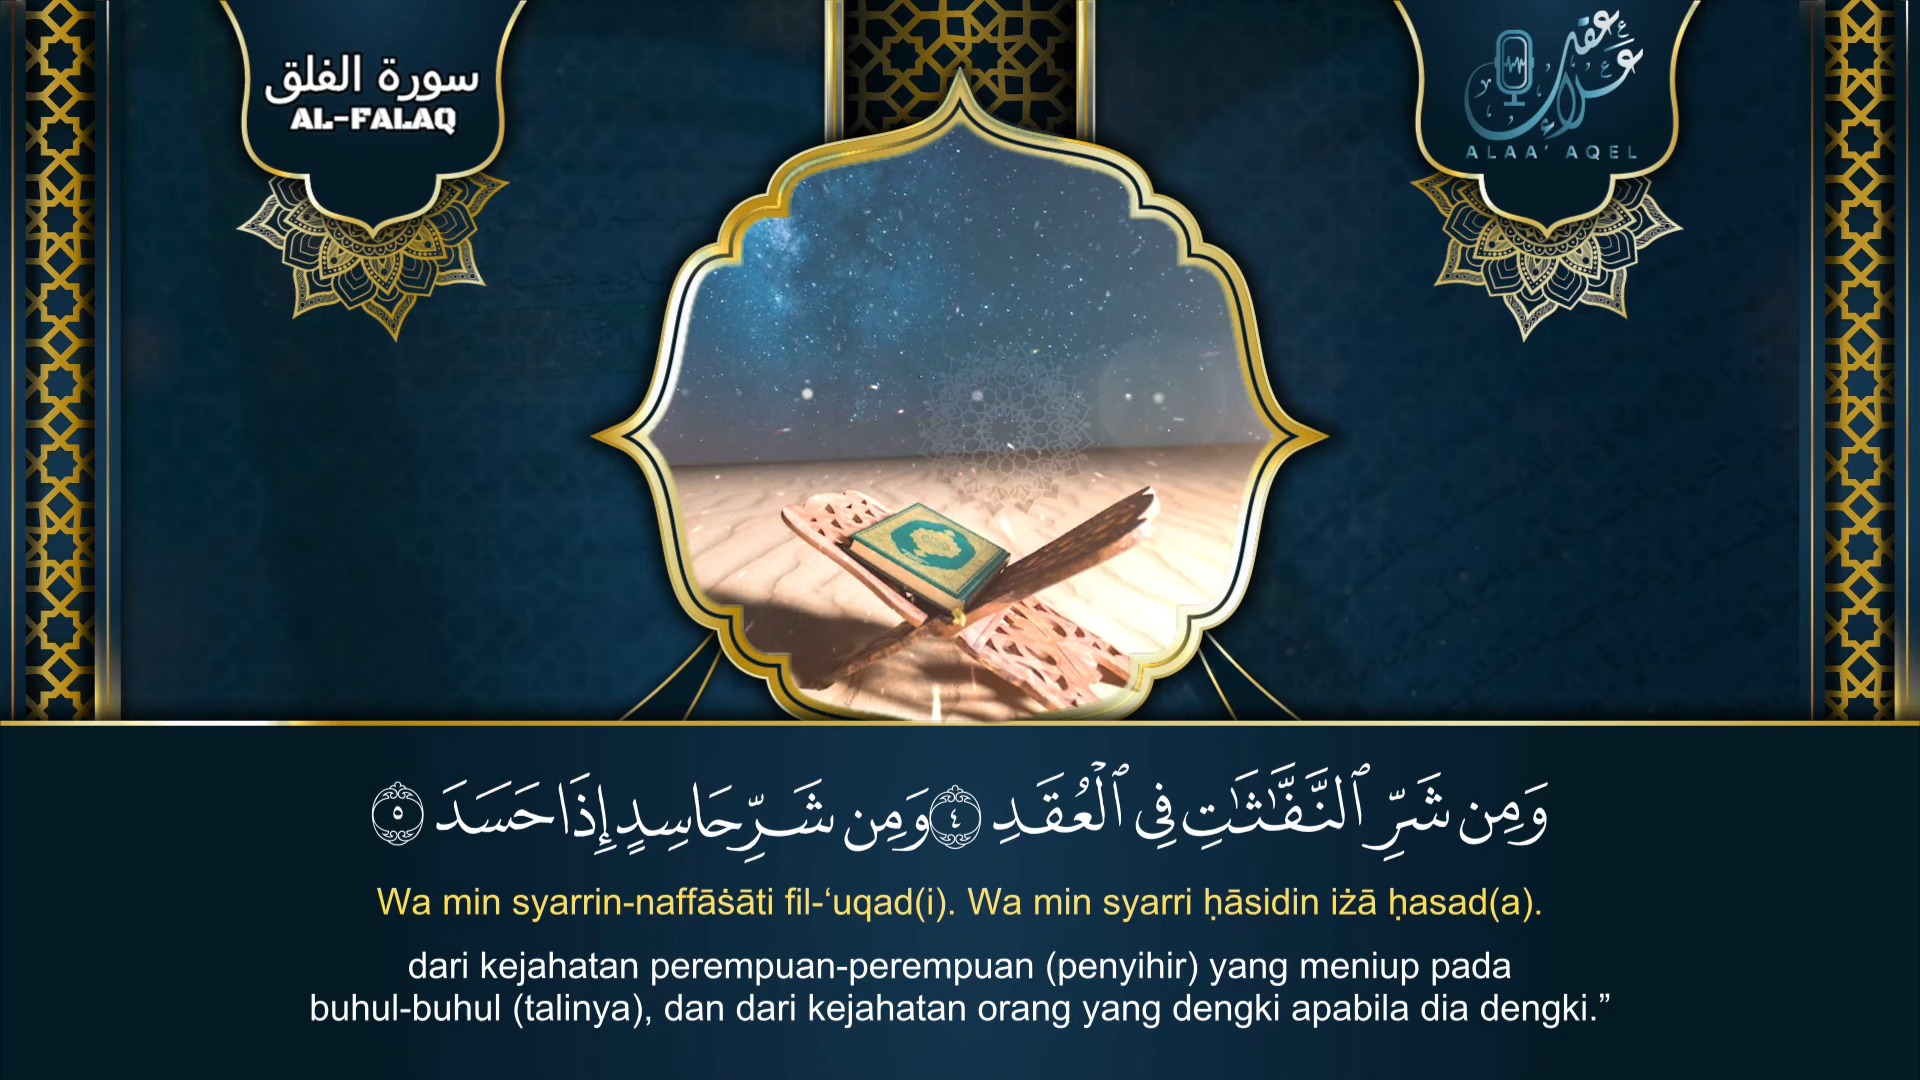 سورة الفلق
AL-FALAQ
علاء عقل
ALAA' AQEL
وَمِن شَرِّ ٱلنَّفَّـٰثَـٰتِ فِى ٱلْعُقَدِ ٤ وَمِن شَرِّ حَاسِدٍ إِذَا حَسَدَ ٥
Wa min syarrin-naffāṡāti fil-‘uqad(i). Wa min syarri ḥāsidin iżā ḥasad(a).
dari kejahatan perempuan-perempuan (penyihir) yang meniup pada
buhul-buhul (talinya), dan dari kejahatan orang yang dengki apabila dia dengki.”